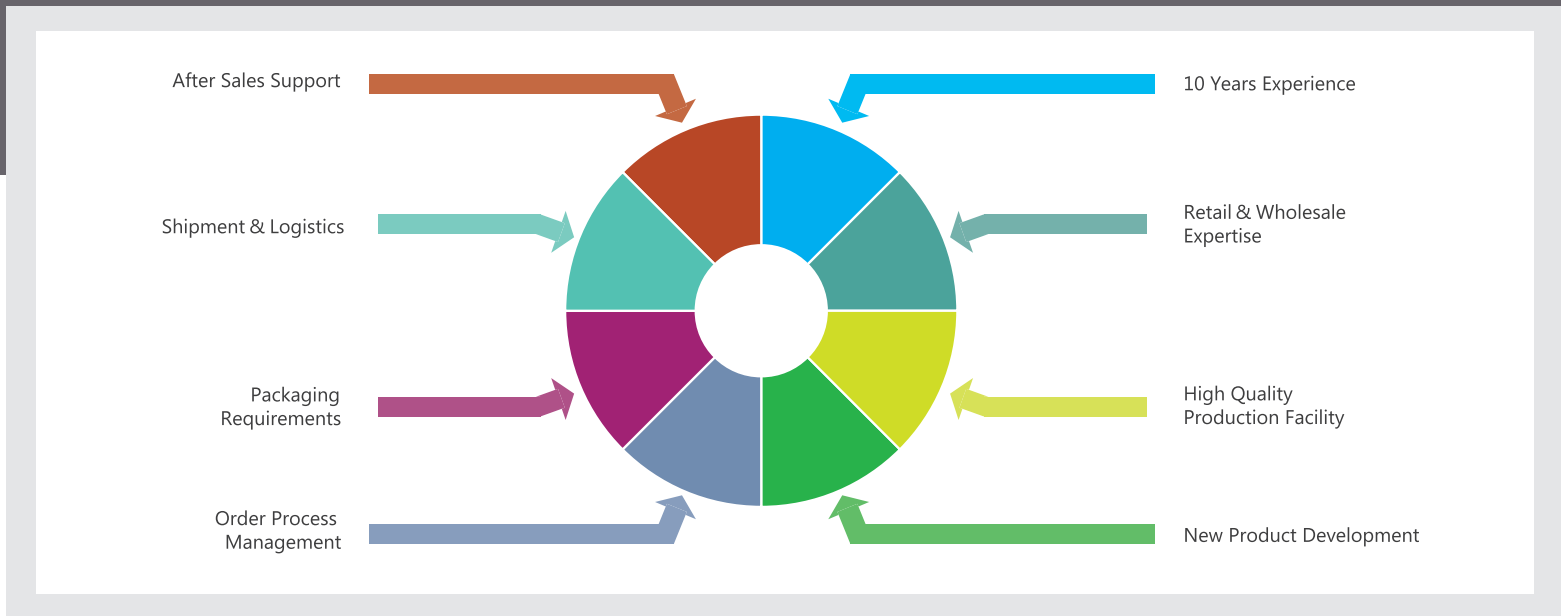 After Sales Support
10 Years Experience
Shipment & Logistics
Retail & Wholesale
Expertise
Packaging
Requirements
High Quality
Production Facility
Order Process
Management
New Product Development